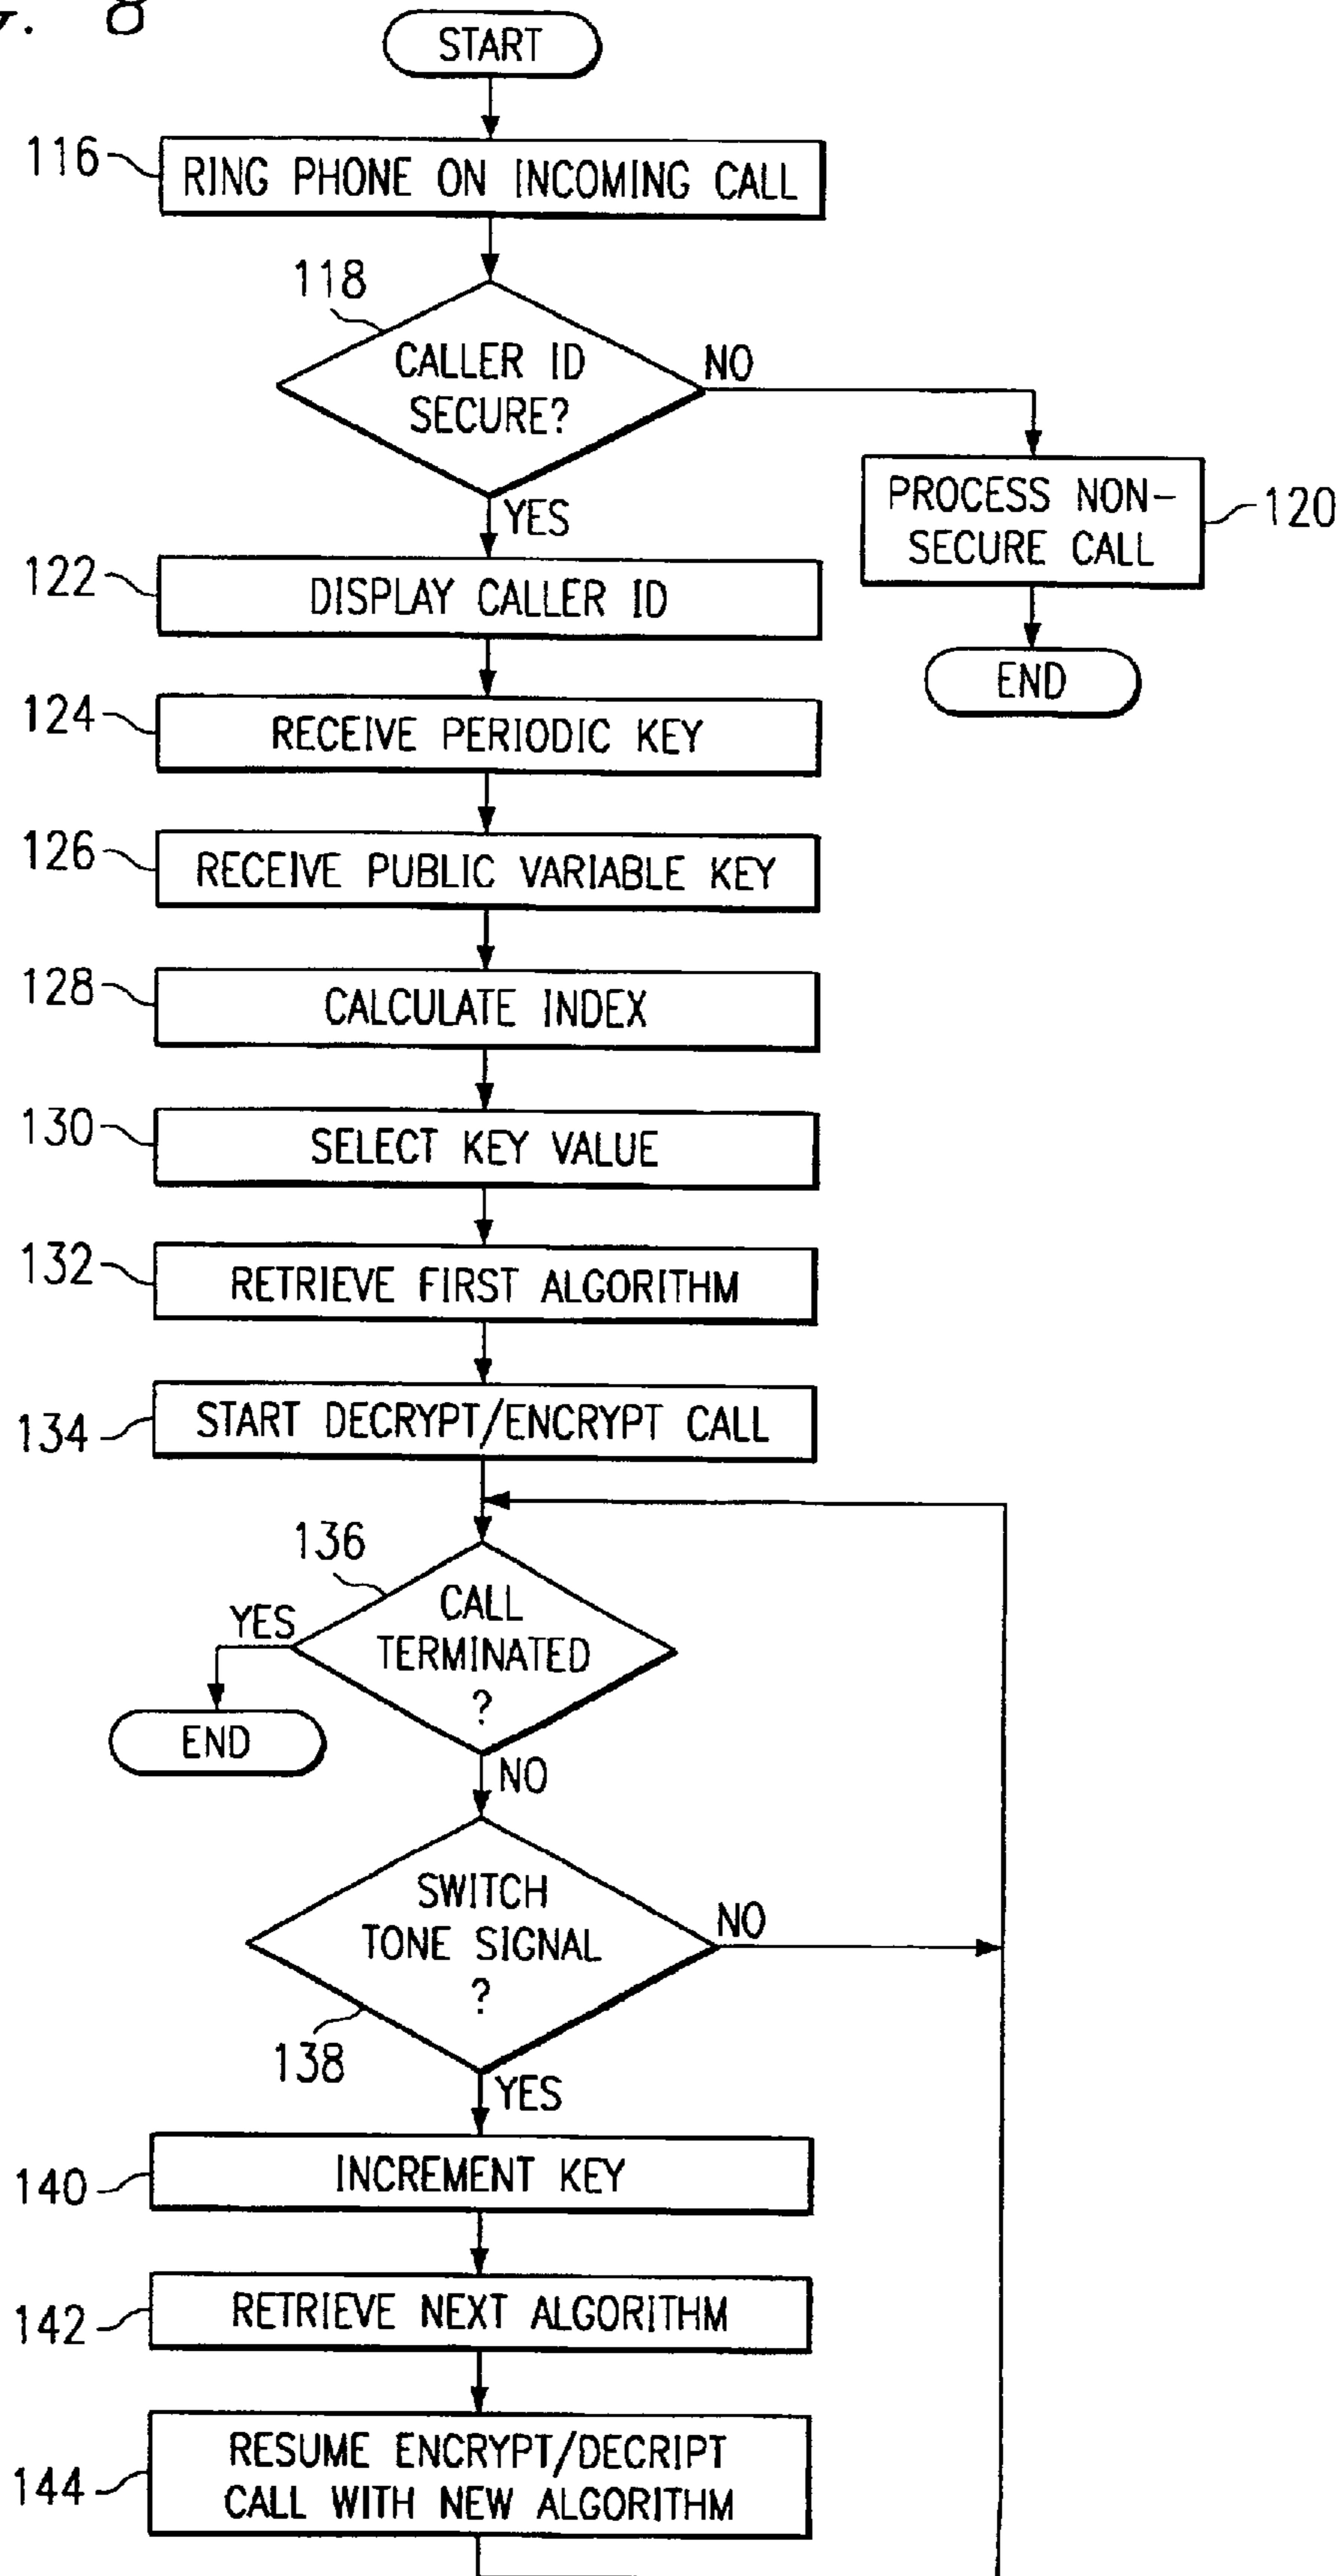 8
START
116
RING PHONE ON INCOMING CALL
118
CALLER ID
SECURE?
NO
PROCESS NON-
SECURE CALL
120
END
YES
122
DISPLAY CALLER ID
124
RECEIVE PERIODIC KEY
126
RECEIVE PUBLIC VARIABLE KEY
128
CALCULATE INDEX
130
SELECT KEY VALUE
132
RETRIEVE FIRST ALGORITHM
134
START DECRYPT/ENCRYPT CALL
136
CALL
TERMINATED
?
YES
END
NO
SWITCH
TONE SIGNAL
?
NO
138
YES
140
INCREMENT KEY
142
RETRIEVE NEXT ALGORITHM
144
RESUME ENCRYPT/DECRIPT
CALL WITH NEW ALGORITHM